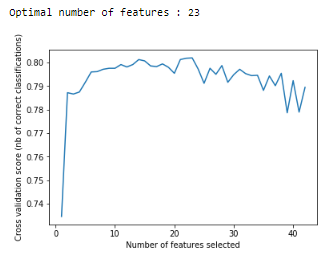 Optimal number of features : 23
Cross validation score (nb of correct classifications)
0.80
0.79
0.78
0.77
0.76
0.75
0.74
0 10 20 30 40
Number of features selected